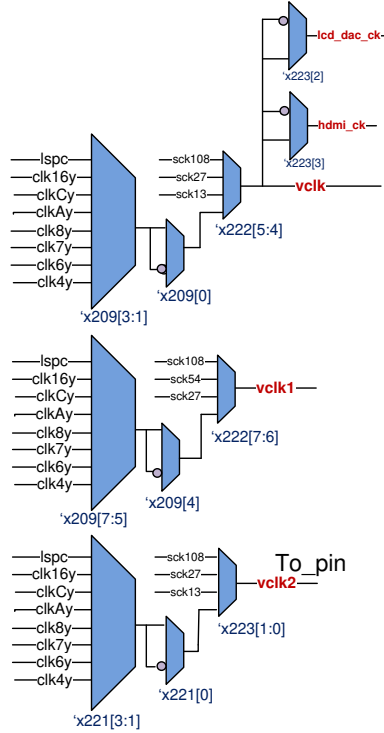 lcd_dac_ck
'x223[2]
hdmi_ck
'x223[3]
lspc
clk16y
clkCy
clkAy
clk8y
clk7y
clk6y
clk4y
sck108
sck27
sck13
vclk
'x222[5:4]
'x209[0]
'x209[3:1]
lspc
clk16y
clkCy
clkAy
clk8y
clk7y
clk6y
clk4y
sck108
sck54
sck27
vclk1
'x222[7:6]
'x209[4]
'x209[7:5]
lspc
clk16y
clkCy
clkAy
clk8y
clk7y
clk6y
clk4y
sck108
sck27
sck13
To_pin
vclk2
'x223[1:0]
'x221[0]
'x221[3:1]